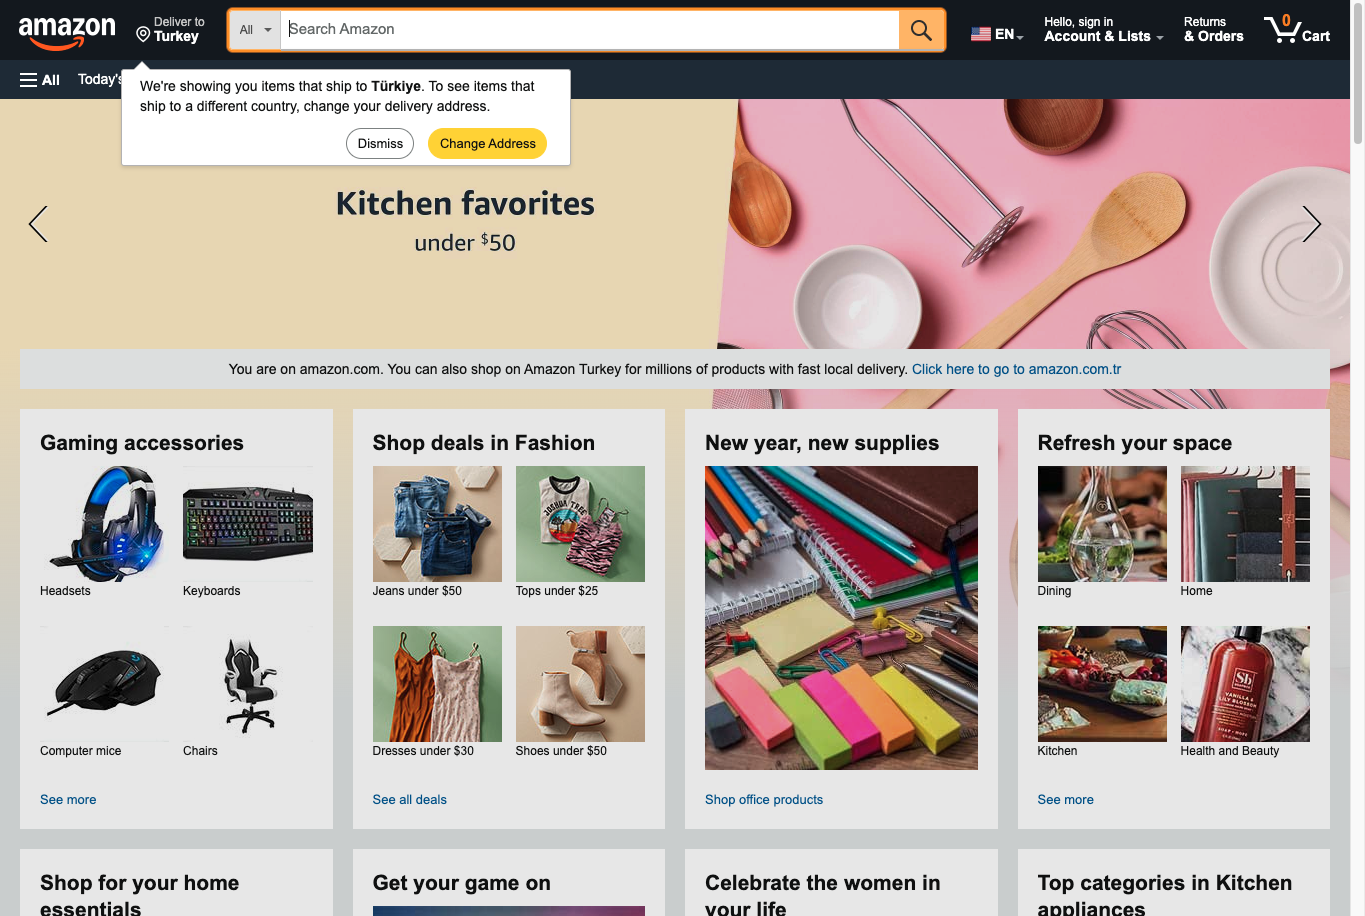 amazon
Deliver to
Turkey
All
Search Amazon
EN
Hello, sign in
Account & Lists
Returns
& Orders
0
Cart
All
Today's
We're showing you items that ship to Türkiye. To see items that
ship to a different country, change your delivery address.
Dismiss
Change Address
Kitchen favorites
under $50
You are on amazon.com. You can also shop on Amazon Turkey for millions of products with fast local delivery. Click here to go to amazon.com.tr
Gaming accessories
Headsets
Keyboards
Computer mice
Chairs
See more
Shop deals in Fashion
JOSHUA TREE
Jeans under $50
Tops under $25
Dresses under $30
Shoes under $50
See all deals
New year, new supplies
Shop office products
Refresh your space
Dining
Home
Sb
VANILLA &
LILY BLOSSOM
Kitchen
Health and Beauty
See more
Shop for your home
essentials
Get your game on
Celebrate the women in
your life
Top categories in Kitchen
appliances